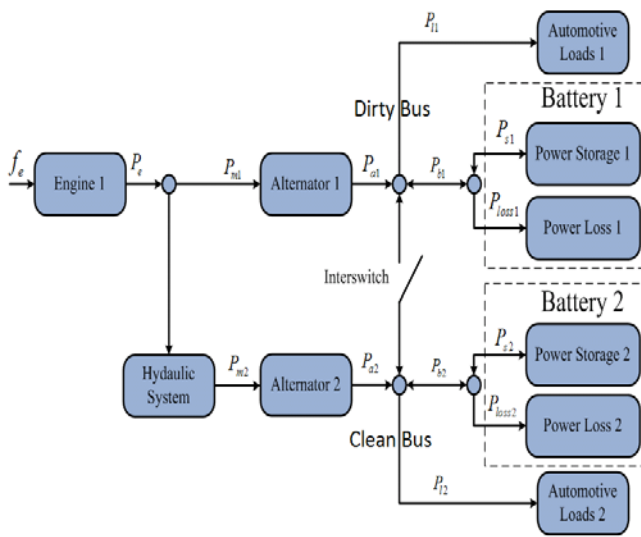 P_l1
Automotive
Loads 1
Dirty Bus
Battery 1
P_s1
Power Storage 1
f_e
Engine 1
P_e
P_m1
Alternator 1
P_a1
P_b1
P_loss1
Power Loss 1
Interswitch
Battery 2
P_s2
Power Storage 2
Hydaulic
System
P_m2
Alternator 2
P_a2
P_b2
P_loss2
Power Loss 2
Clean Bus
P_l2
Automotive
Loads 2